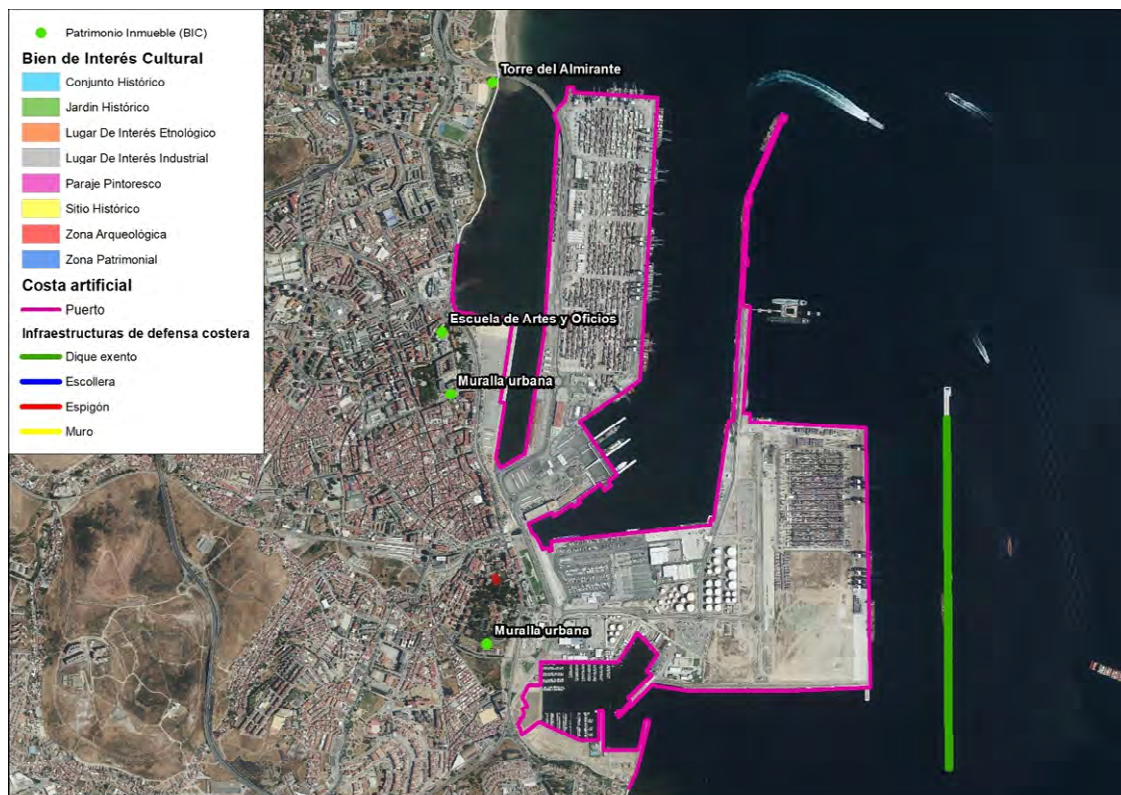 Patrimonio Inmueble (BIC)
Bien de Interés Cultural
Conjunto Histórico
Jardin Histórico
Lugar De Interés Etnológico
Lugar De Interés Industrial
Paraje Pintoresco
Sitio Histórico
Zona Arqueológica
Zona Patrimonial
Costa artificial
Puerto
Infraestructuras de defensa costera
Dique exento
Escollera
Espigón
Muro
Torre del Almirante
Escuela de Artes y Oficios
Muralla urbana
Muralla urbana